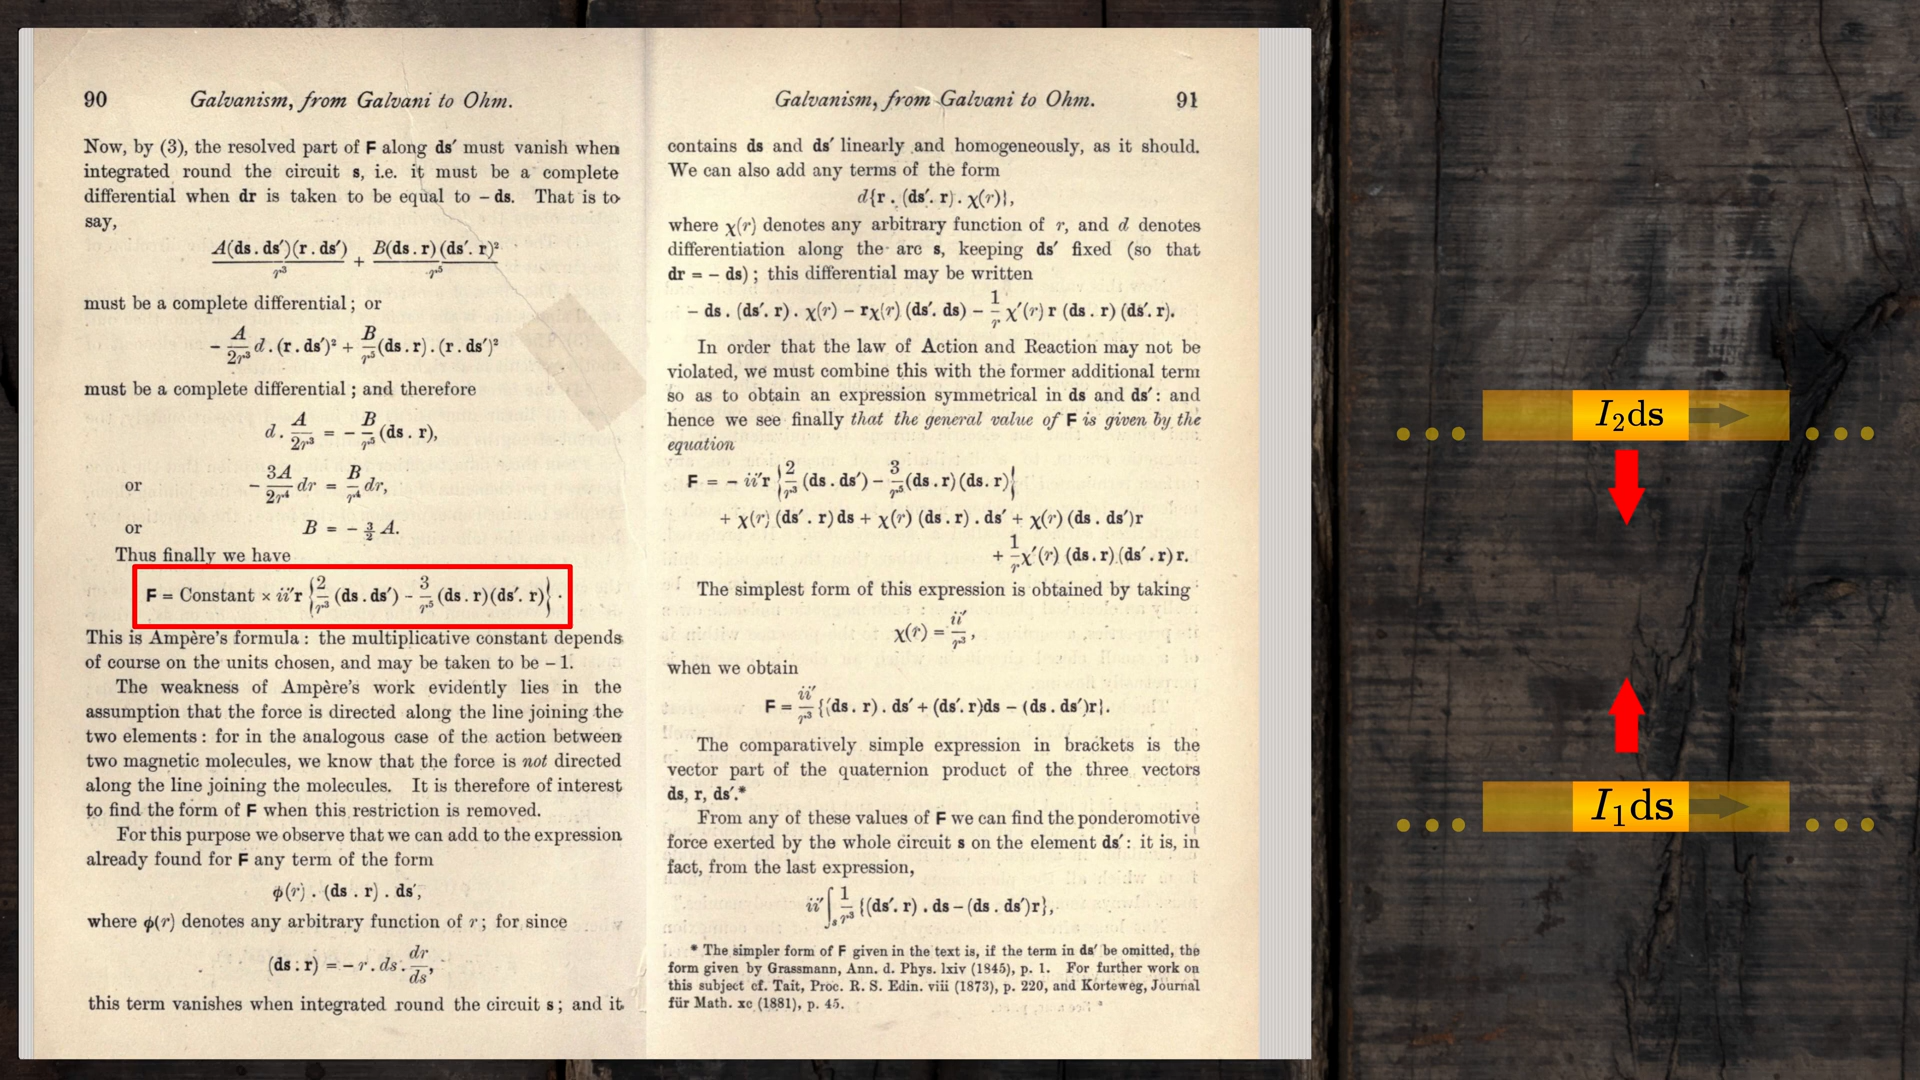 90 Galvanism, from Galvani to Ohm.
Now, by (3), the resolved part of F along ds′ must vanish when
integrated round the circuit s, i.e. it must be a complete
differential when dr is taken to be equal to − ds. That is to
say,
A(ds . ds′)(r . ds′)/r³ + B(ds . r)(ds′ . r)²/r⁵
must be a complete differential; or
− A/2r³ d . (r . ds′)² + B/r⁵ (ds . r) . (r . ds′)²
must be a complete differential; and therefore
d . A/2r³ = − B/r⁵ (ds . r),
or − 3A/2r⁴ dr = B/r⁴ dr,
or B = − 3/2 A.
Thus finally we have
F = Constant × ii′r {2/r³ (ds . ds′) − 3/r⁵ (ds . r)(ds′. r)} .
This is Ampère's formula: the multiplicative constant depends
of course on the units chosen, and may be taken to be − 1.
The weakness of Ampère's work evidently lies in the
assumption that the force is directed along the line joining the
two elements: for in the analogous case of the action between
two magnetic molecules, we know that the force is not directed
along the line joining the molecules. It is therefore of interest
to find the form of F when this restriction is removed.
For this purpose we observe that we can add to the expression
already found for F any term of the form
ϕ(r) . (ds . r) . ds′,
where ϕ(r) denotes any arbitrary function of r; for since
(ds . r) = − r . ds . dr/ds,
this term vanishes when integrated round the circuit s; and it
Galvanism, from Galvani to Ohm. 91
contains ds and ds′ linearly and homogeneously, as it should.
We can also add any terms of the form
d{r . (ds′. r) . χ(r)},
where χ(r) denotes any arbitrary function of r, and d denotes
differentiation along the arc s, keeping ds′ fixed (so that
dr = − ds); this differential may be written
− ds . (ds′. r) . χ(r) − rχ(r) (ds′. ds) − 1/r χ′(r) r (ds . r) (ds′. r).
In order that the law of Action and Reaction may not be
violated, we must combine this with the former additional term
so as to obtain an expression symmetrical in ds and ds′: and
hence we see finally that the general value of F is given by the
equation
F = − ii′r {2/r³ (ds . ds′) − 3/r⁵ (ds . r) (ds. r)}
+ χ(r) (ds′ . r) ds + χ(r) (ds . r) . ds′ + χ(r) (ds . ds′)r
+ 1/r χ′(r) (ds . r) (ds′ . r) r.
The simplest form of this expression is obtained by taking
χ(r) = ii′/r³,
when we obtain
F = ii′/r³ {(ds . r) . ds′ + (ds′. r)ds − (ds . ds′)r}.
The comparatively simple expression in brackets is the
vector part of the quaternion product of the three vectors
ds, r, ds′.*
From any of these values of F we can find the ponderomotive
force exerted by the whole circuit s on the element ds′: it is, in
fact, from the last expression,
ii′ ∫ₛ 1/r³ {(ds′. r) . ds − (ds . ds′)r},
* The simpler form of F given in the text is, if the term in ds′ be omitted, the
form given by Grassmann, Ann. d. Phys. lxiv (1845), p. 1. For further work on
this subject cf. Tait, Proc. R. S. Edin. viii (1873), p. 220, and Korteweg, Journal
für Math. xc (1881), p. 45.
I₂ds
I₁ds